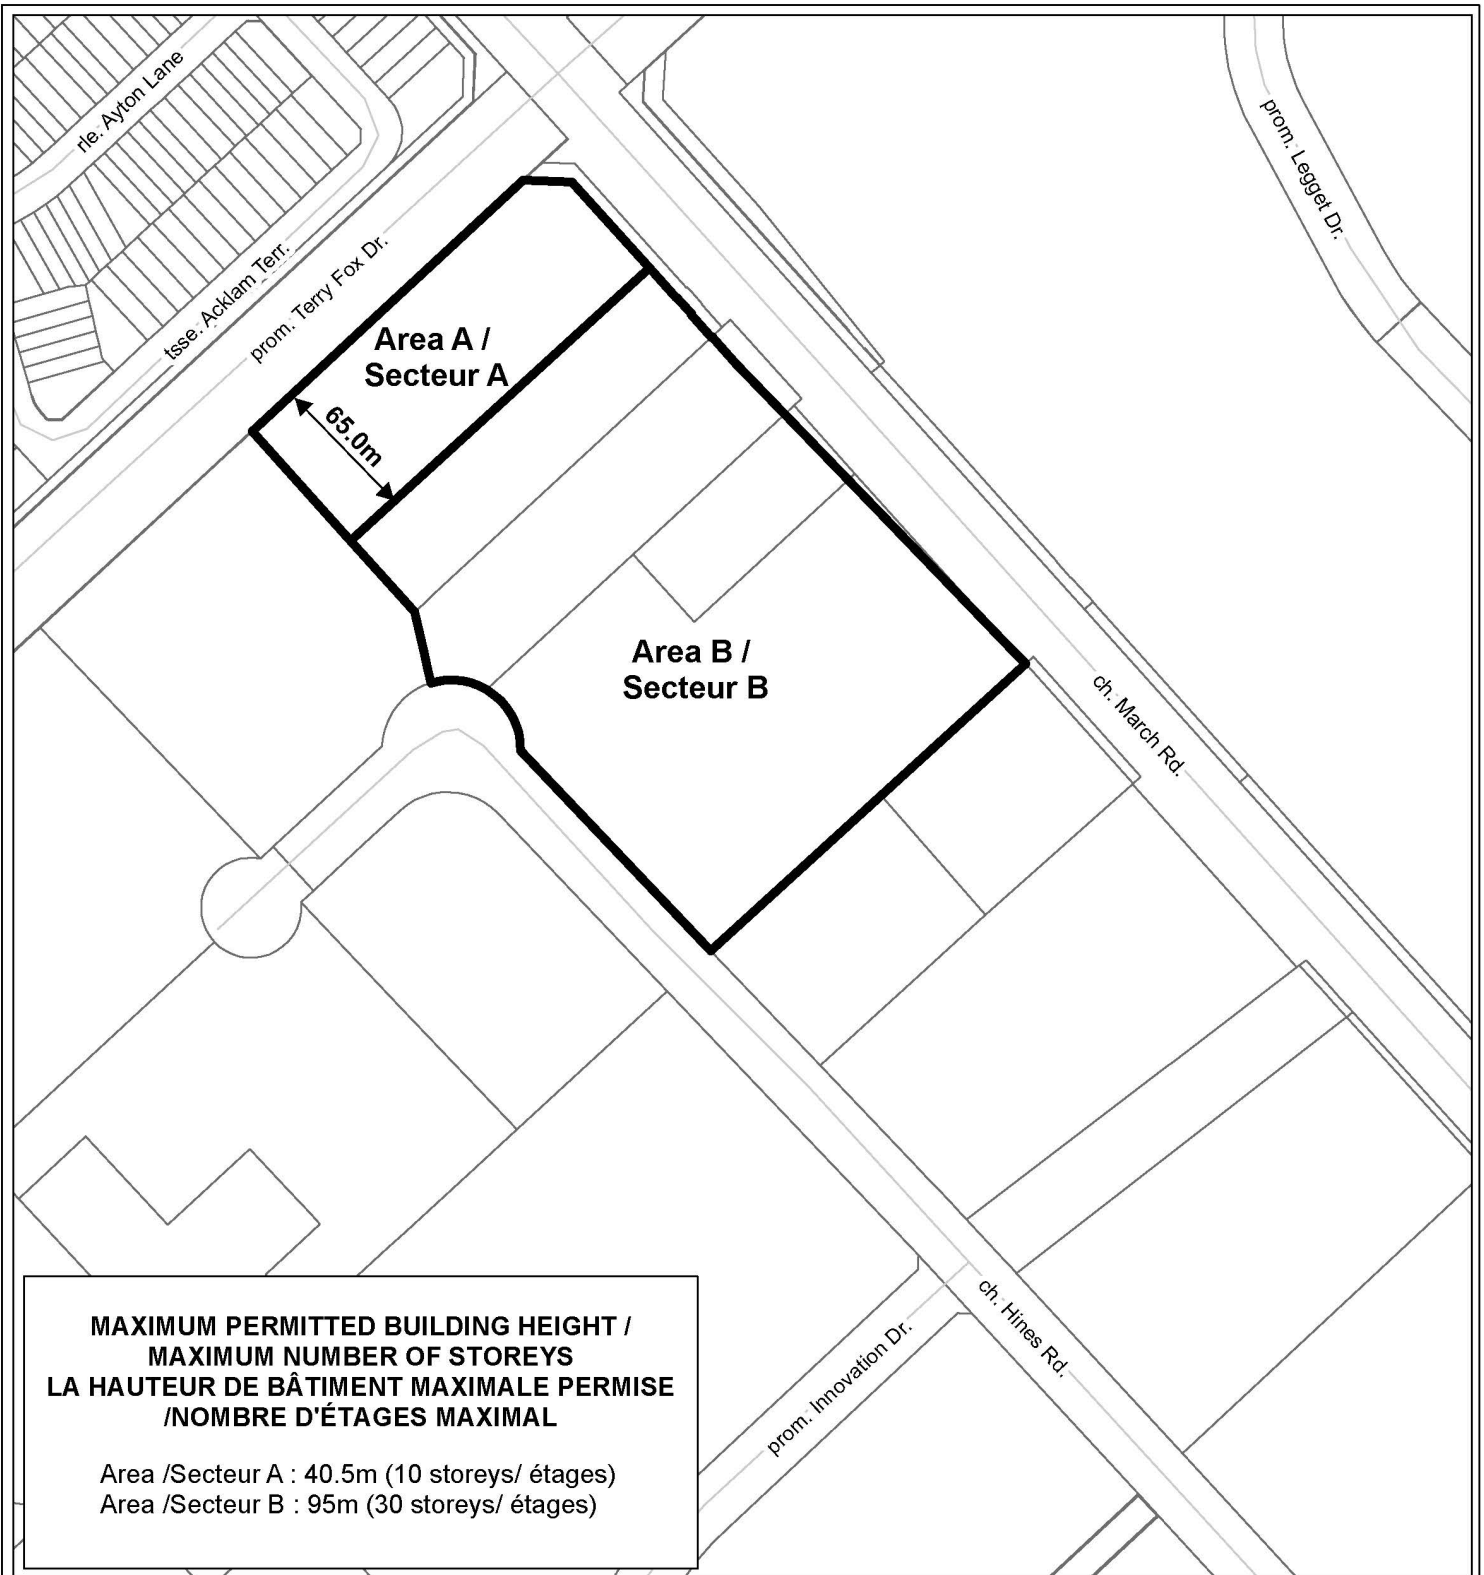 rle. Ayton Lane
prom. Legget Dr.
tsse. Acklam Terr.
prom. Terry Fox Dr.
Area A /
Secteur A
65.0m
Area B /
Secteur B
ch. March Rd.
ch. Hines Rd.
prom. Innovation Dr.
MAXIMUM PERMITTED BUILDING HEIGHT /
MAXIMUM NUMBER OF STOREYS
LA HAUTEUR DE BÂTIMENT MAXIMALE PERMISE
/NOMBRE D'ÉTAGES MAXIMAL
Area /Secteur A : 40.5m (10 storeys/ étages)
Area /Secteur B : 95m (30 storeys/ étages)